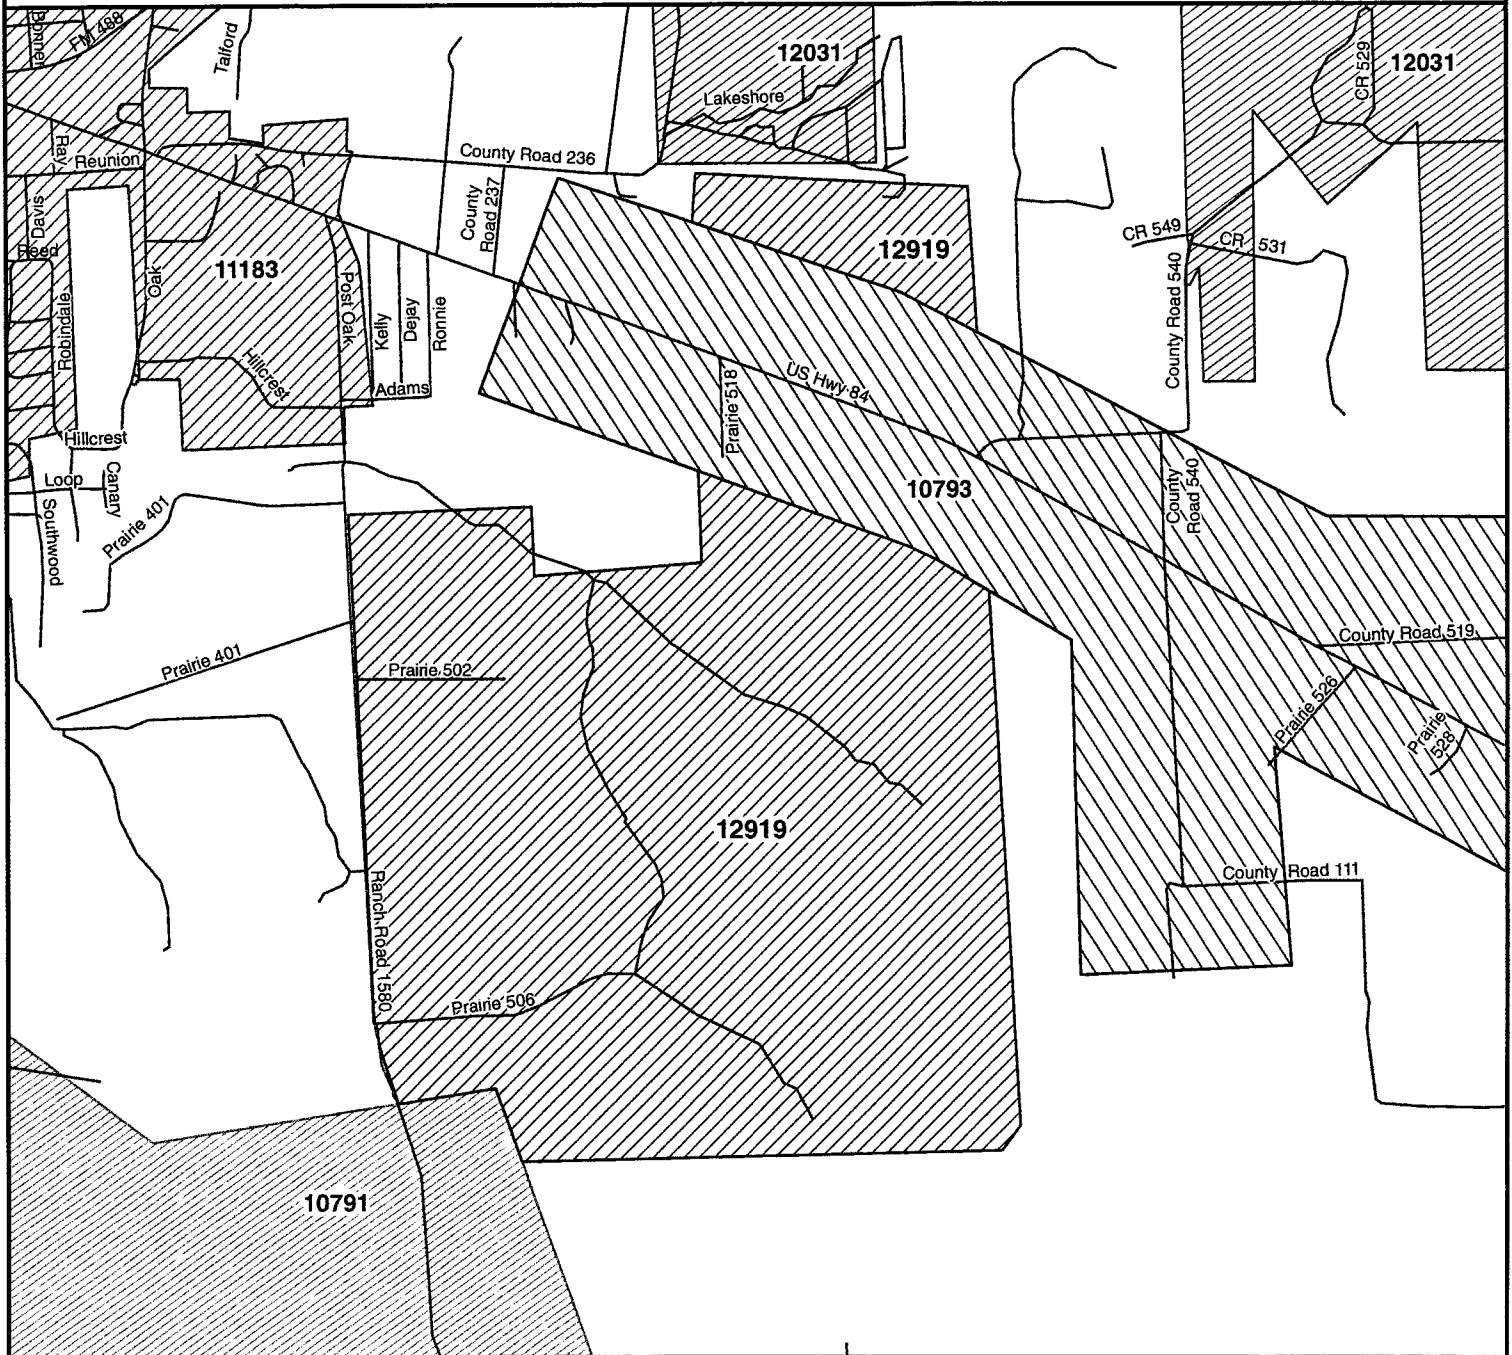 Bonner
FM 488
Talford
12031
Lakeshore
CR 529
12031
Ray
Reunion
County Road 236
County
Road 237
Davis
Reed
Oak
11183
Robindale
Post Oak
Kelly
Dejay
Ronnie
Hillcrest
Adams
12919
CR 549
CR 531
County Road 540
US Hwy 84
Prairie 518
Hillcrest
Loop
Canary
Southwood
Prairie 401
10793
County
Road 540
Prairie 401
Prairie 502
County Road 519
Prairie 526
Prairie
528
12919
County Road 111
Ranch Road 1580
Prairie 506
10791